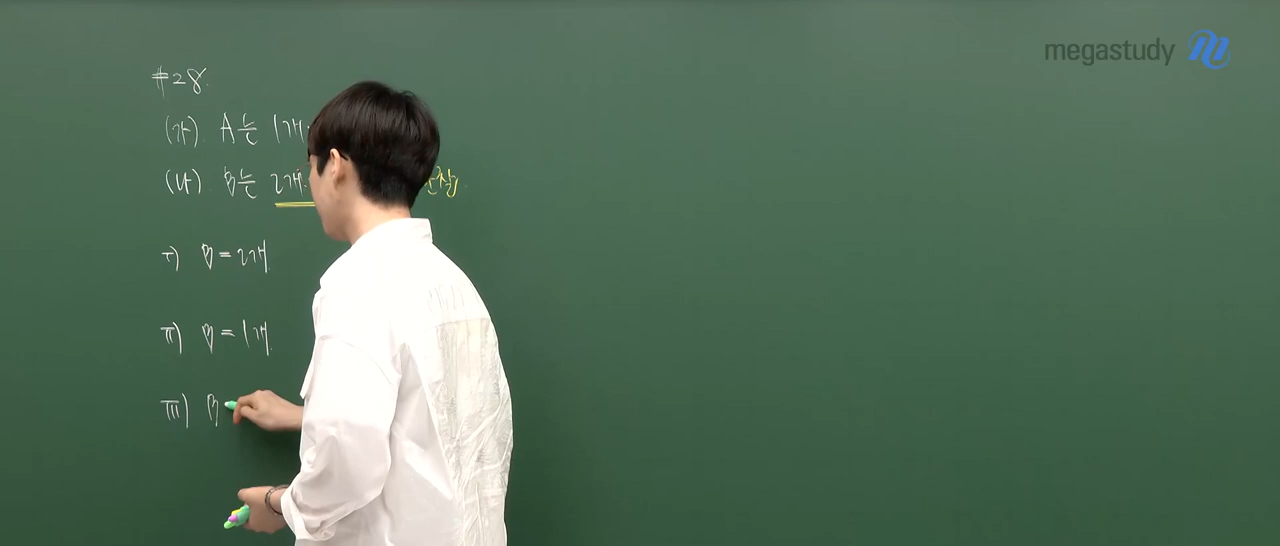 megastudy
#28.
(가) A는 1개
(나) B는 2개
ⅰ) B = 2개
ⅱ) B = 1개
ⅲ) B